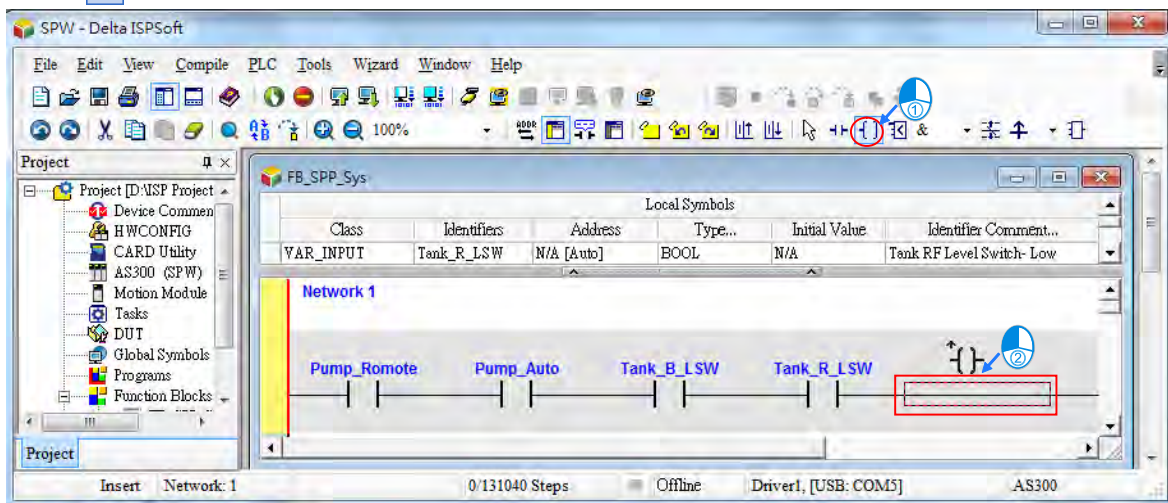 SPW - Delta ISPSoft
File Edit View Compile PLC Tools Wizard Window Help
100%
&
①
Project
Project [D:\ISP Project
Device Commen
HWCONFIG
CARD Utility
AS300 (SPW)
Motion Module
Tasks
DUT
Global Symbols
Programs
Function Blocks
Project
FB_SPP_Sys
Local Symbols
Class Identifiers Address Type... Initial Value Identifier Comment...
VAR_INPUT Tank_R_LSW N/A [Auto] BOOL N/A Tank RF Level Switch- Low
Network 1
②
Pump_Romote Pump_Auto Tank_B_LSW Tank_R_LSW
Insert Network: 1 0/131040 Steps Offline Driver1, [USB: COM5] AS300